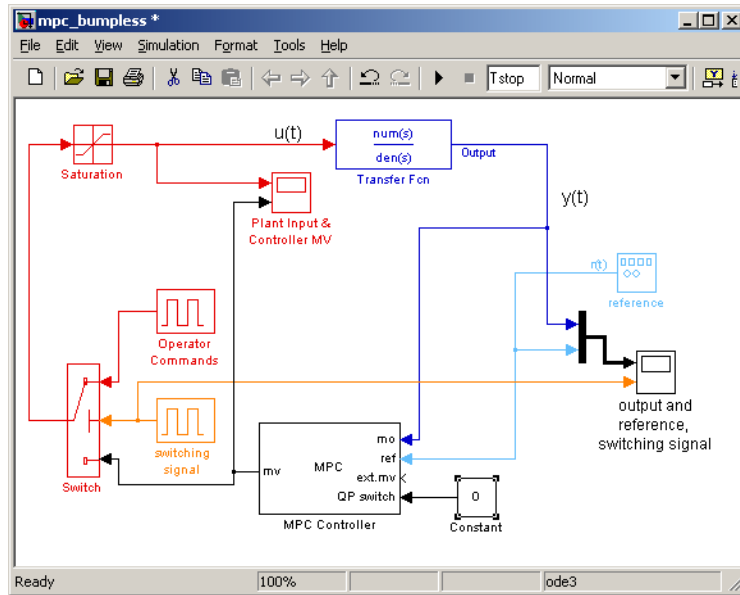 mpc_bumpless *
File Edit View Simulation Format Tools Help
Tstop Normal
u(t)
num(s)
den(s)
Output
Saturation
Transfer Fcn
y(t)
Plant Input &
Controller MV
r(t)
reference
Operator
Commands
output and
reference,
switching signal
switching
signal
mo
ref
mv MPC
ext.mv
QP switch
0
Switch
MPC Controller
Constant
Ready 100% ode3